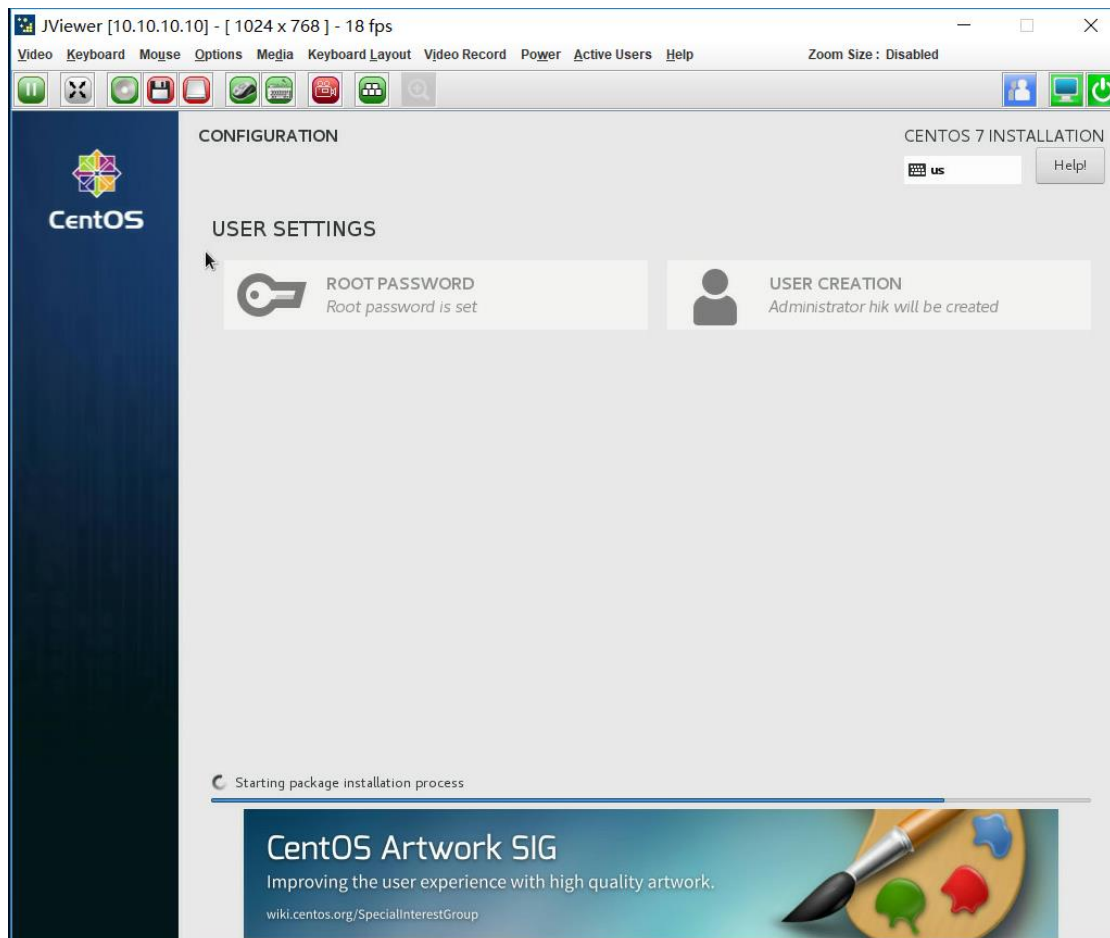 JViewer [10.10.10.10] - [ 1024 x 768 ] - 18 fps
Video Keyboard Mouse Options Media Keyboard Layout Video Record Power Active Users Help Zoom Size : Disabled
CONFIGURATION
CENTOS 7 INSTALLATION
us
Help!
CentOS
USER SETTINGS
ROOT PASSWORD
Root password is set
USER CREATION
Administrator hik will be created
Starting package installation process
CentOS Artwork SIG
Improving the user experience with high quality artwork.
wiki.centos.org/SpecialInterestGroup